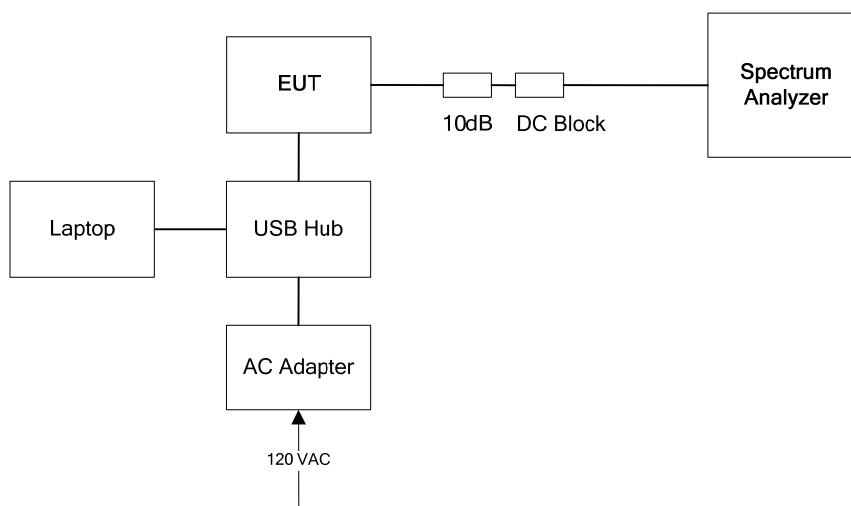 EUT
Spectrum
Analyzer
10dB
DC Block
Laptop
USB Hub
AC Adapter
120 VAC